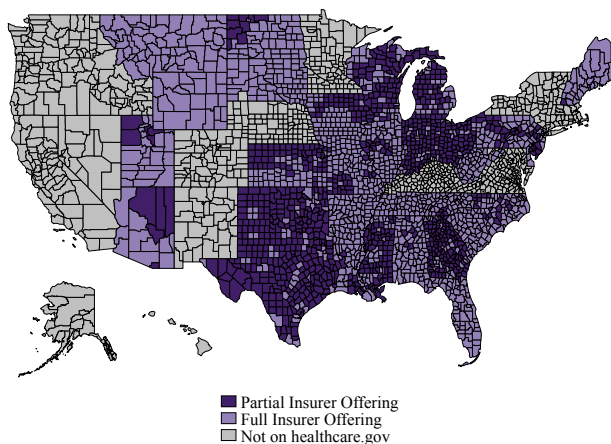 Partial Insurer Offering
Full Insurer Offering
Not on healthcare.gov